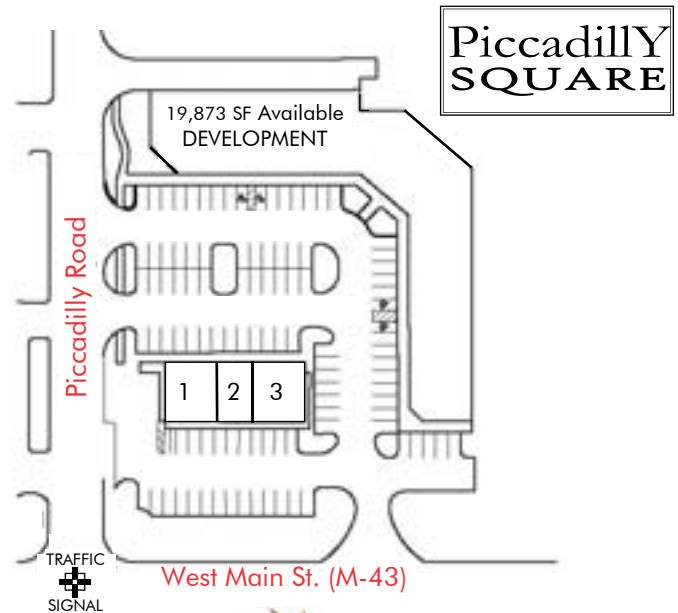 PiccadillY
SQUARE
19,873 SF Available
DEVELOPMENT
Piccadilly Road
1 2 3
TRAFFIC
SIGNAL
West Main St. (M-43)